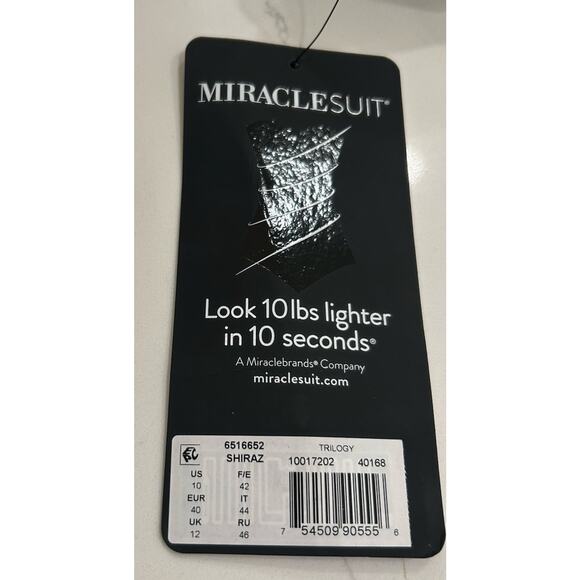 MIRACLESUIT®
Look 10 lbs lighter
in 10 seconds®
A Miraclebrands® Company
miraclesuit.com
6516652 TRILOGY
SHIRAZ 10017202 40168
US F/E
10 42
EUR IT
40 44
UK RU
12 46
7 54509 90555 6